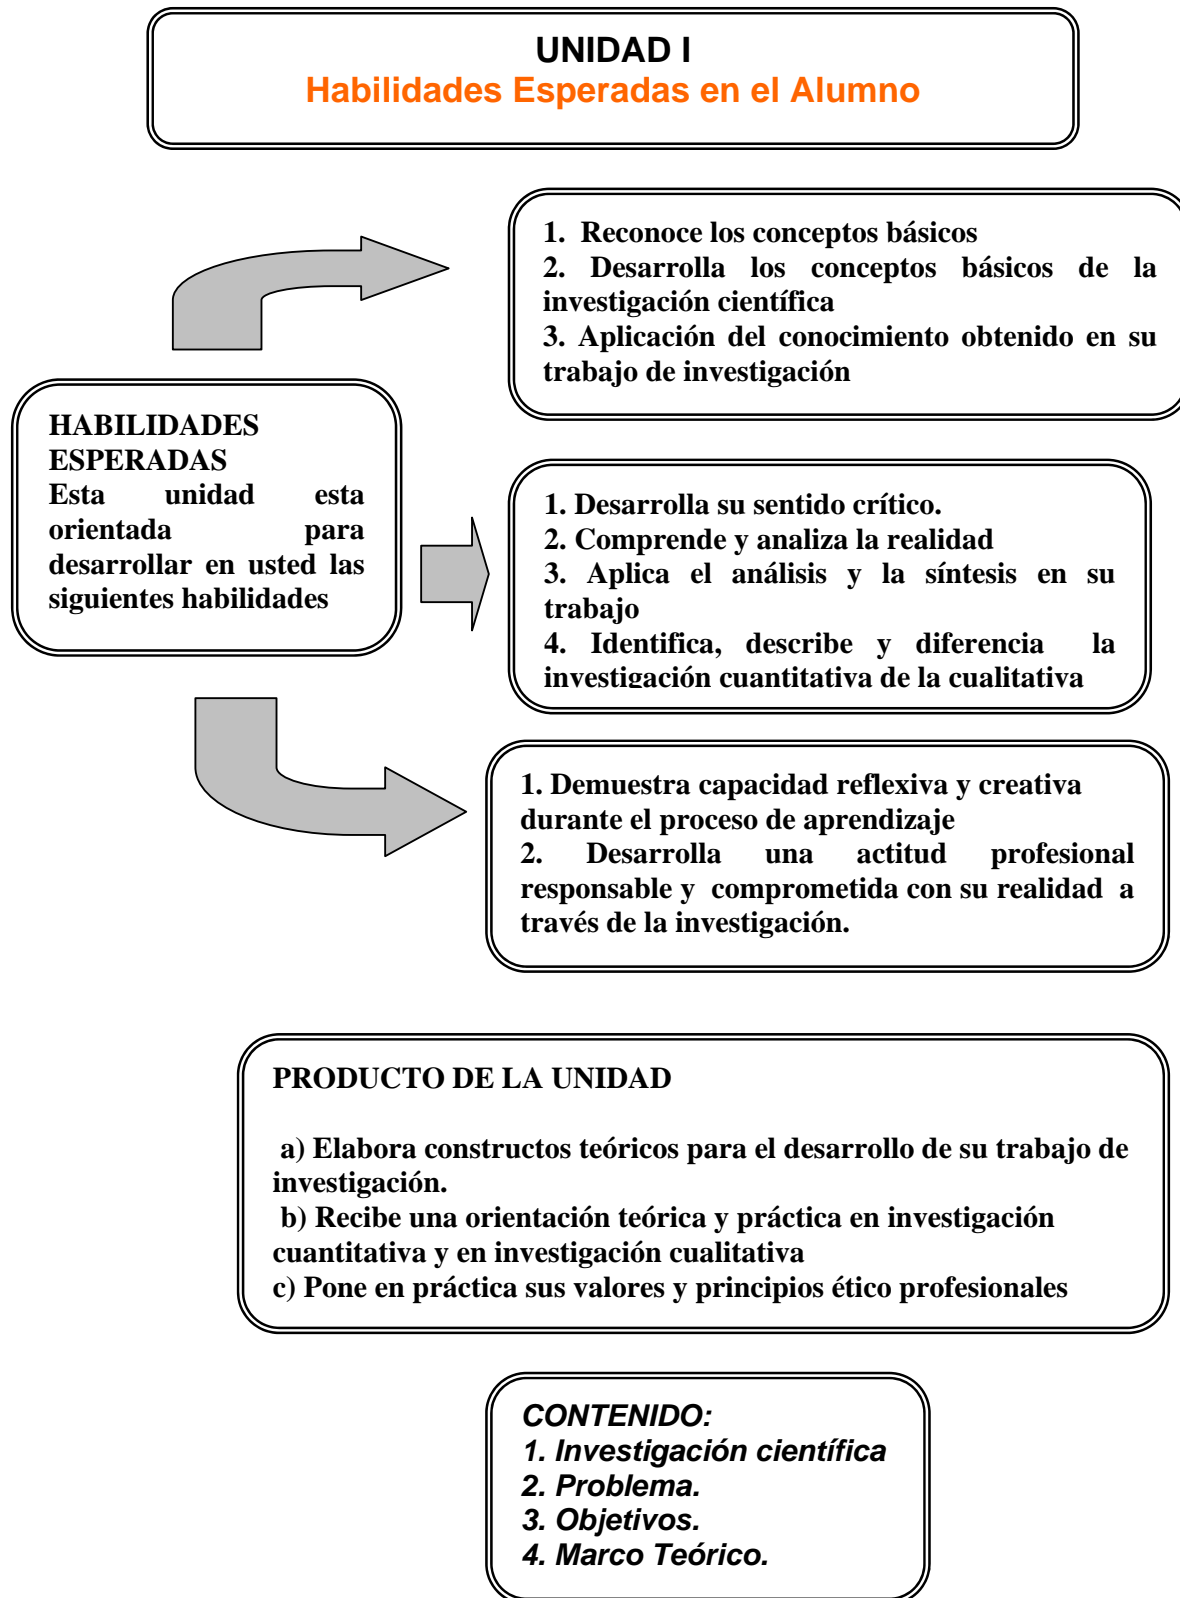 UNIDAD I
Habilidades Esperadas en el Alumno
1. Reconoce los conceptos básicos
2. Desarrolla los conceptos básicos de la
investigación científica
3. Aplicación del conocimiento obtenido en su
trabajo de investigación
HABILIDADES
ESPERADAS
Esta unidad esta
orientada para
desarrollar en usted las
siguientes habilidades
1. Desarrolla su sentido crítico.
2. Comprende y analiza la realidad
3. Aplica el análisis y la síntesis en su
trabajo
4. Identifica, describe y diferencia la
investigación cuantitativa de la cualitativa
1. Demuestra capacidad reflexiva y creativa
durante el proceso de aprendizaje
2. Desarrolla una actitud profesional
responsable y comprometida con su realidad a
través de la investigación.
PRODUCTO DE LA UNIDAD
a) Elabora constructos teóricos para el desarrollo de su trabajo de
investigación.
b) Recibe una orientación teórica y práctica en investigación
cuantitativa y en investigación cualitativa
c) Pone en práctica sus valores y principios ético profesionales
CONTENIDO:
1. Investigación científica
2. Problema.
3. Objetivos.
4. Marco Teórico.